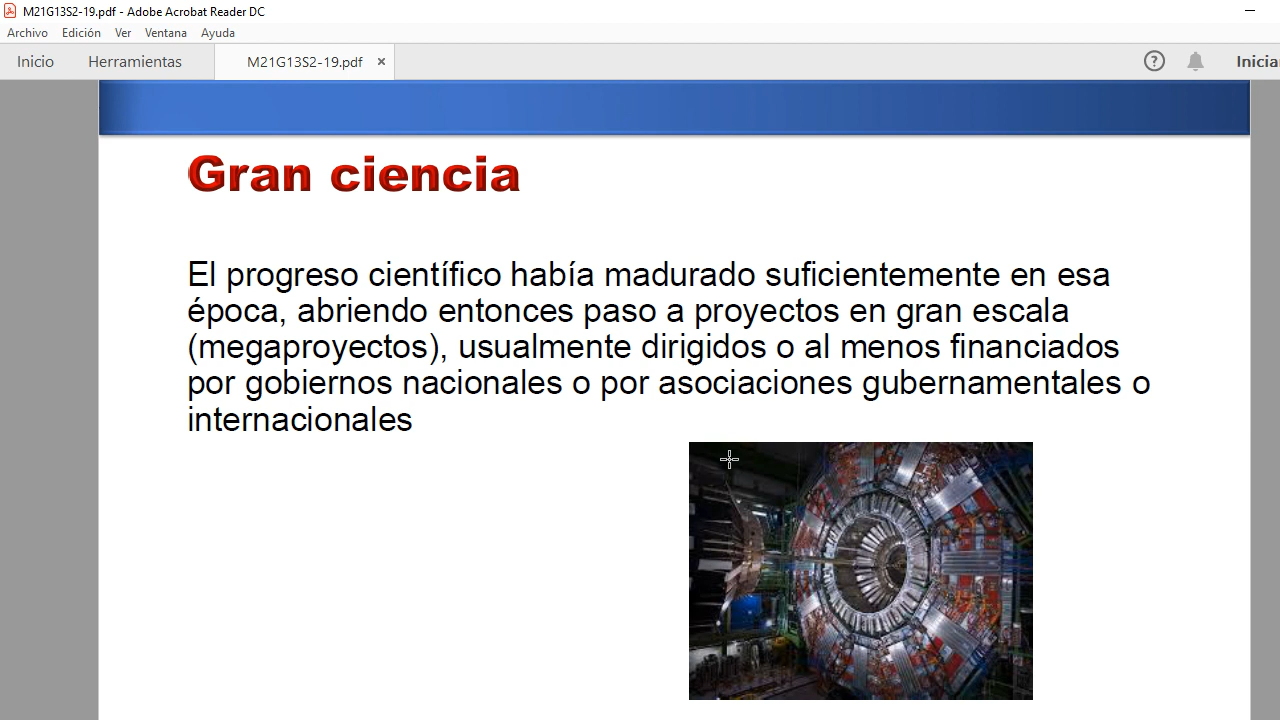 M21G13S2-19.pdf - Adobe Acrobat Reader DC
Archivo Edición Ver Ventana Ayuda
Inicio Herramientas M21G13S2-19.pdf × ? Inicia
Gran ciencia
El progreso científico había madurado suficientemente en esa
época, abriendo entonces paso a proyectos en gran escala
(megaproyectos), usualmente dirigidos o al menos financiados
por gobiernos nacionales o por asociaciones gubernamentales o
internacionales